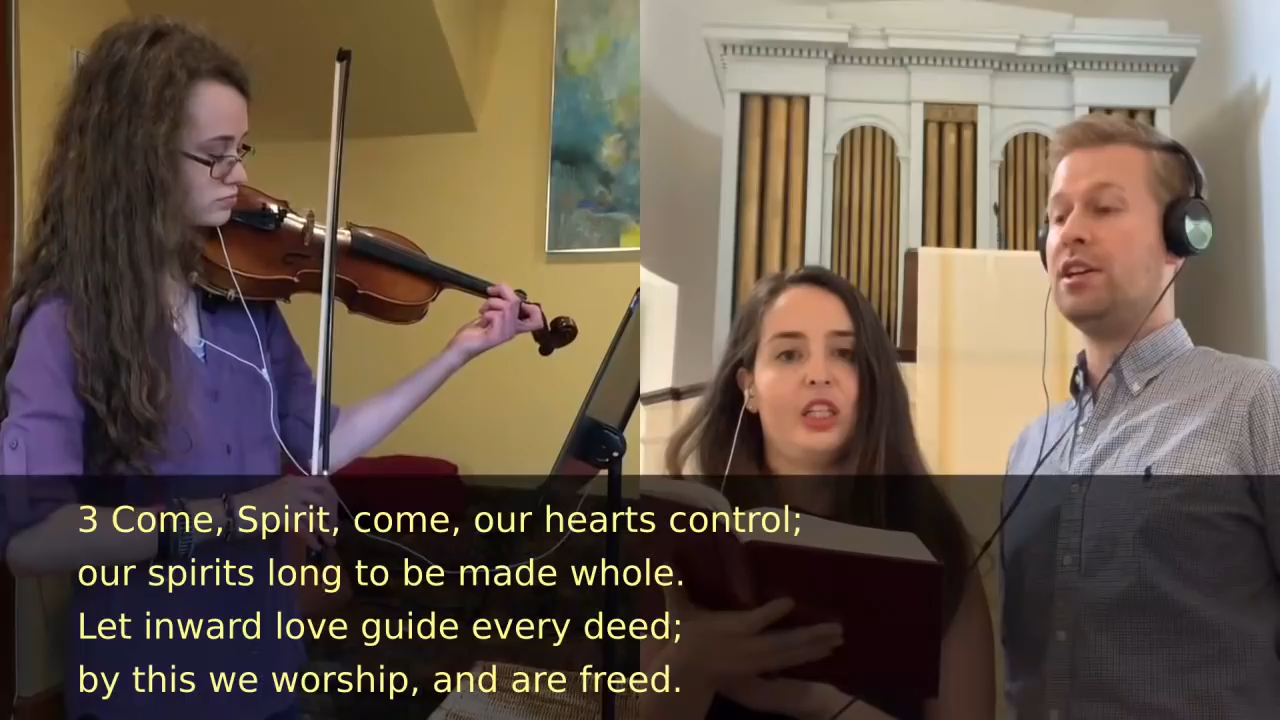 3 Come, Spirit, come, our hearts control;
our spirits long to be made whole.
Let inward love guide every deed;
by this we worship, and are freed.